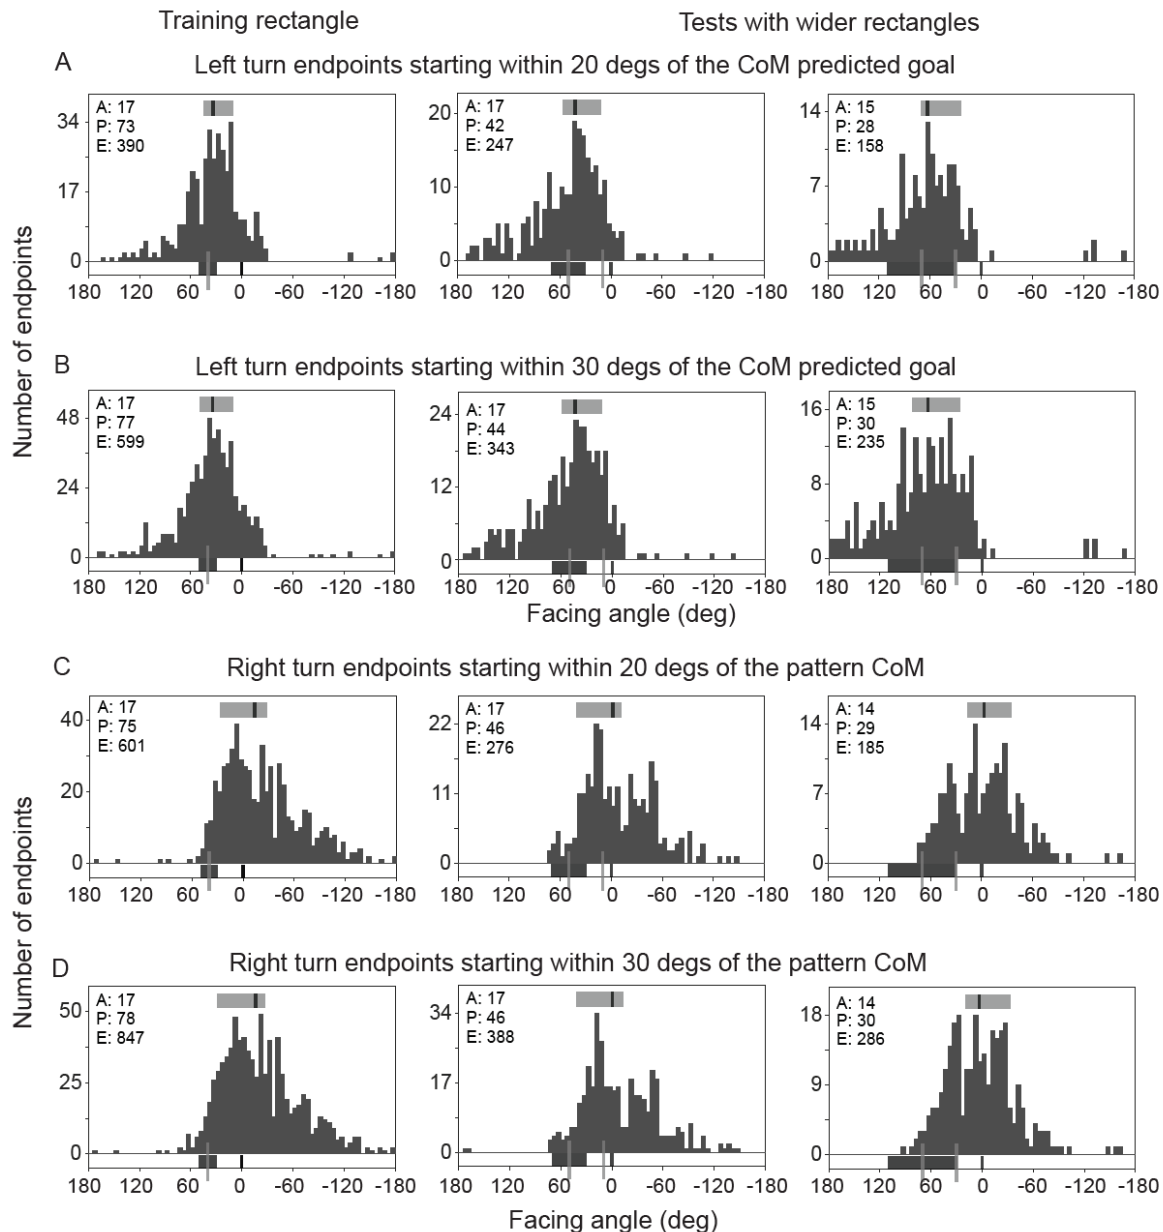 Training rectangle
Tests with wider rectangles
A
Left turn endpoints starting within 20 degs of the CoM predicted goal
A: 17
P: 73
E: 390
34
17
0
180 120 60 0 -60 -120 -180
A: 17
P: 42
E: 247
20
10
0
180 120 60 0 -60 -120 -180
A: 15
P: 28
E: 158
14
7
0
180 120 60 0 -60 -120 -180
Number of endpoints
B
Left turn endpoints starting within 30 degs of the CoM predicted goal
A: 17
P: 77
E: 599
48
24
0
180 120 60 0 -60 -120 -180
A: 17
P: 44
E: 343
24
12
0
180 120 60 0 -60 -120 -180
A: 15
P: 30
E: 235
16
8
0
180 120 60 0 -60 -120 -180
Facing angle (deg)
C
Right turn endpoints starting within 20 degs of the pattern CoM
A: 17
P: 75
E: 601
40
20
0
180 120 60 0 -60 -120 -180
A: 17
P: 46
E: 276
22
11
0
180 120 60 0 -60 -120 -180
A: 14
P: 29
E: 185
14
7
0
180 120 60 0 -60 -120 -180
Number of endpoints
D
Right turn endpoints starting within 30 degs of the pattern CoM
A: 17
P: 78
E: 847
50
25
0
180 120 60 0 -60 -120 -180
A: 17
P: 46
E: 388
34
17
0
180 120 60 0 -60 -120 -180
A: 14
P: 30
E: 286
18
9
0
180 120 60 0 -60 -120 -180
Facing angle (deg)